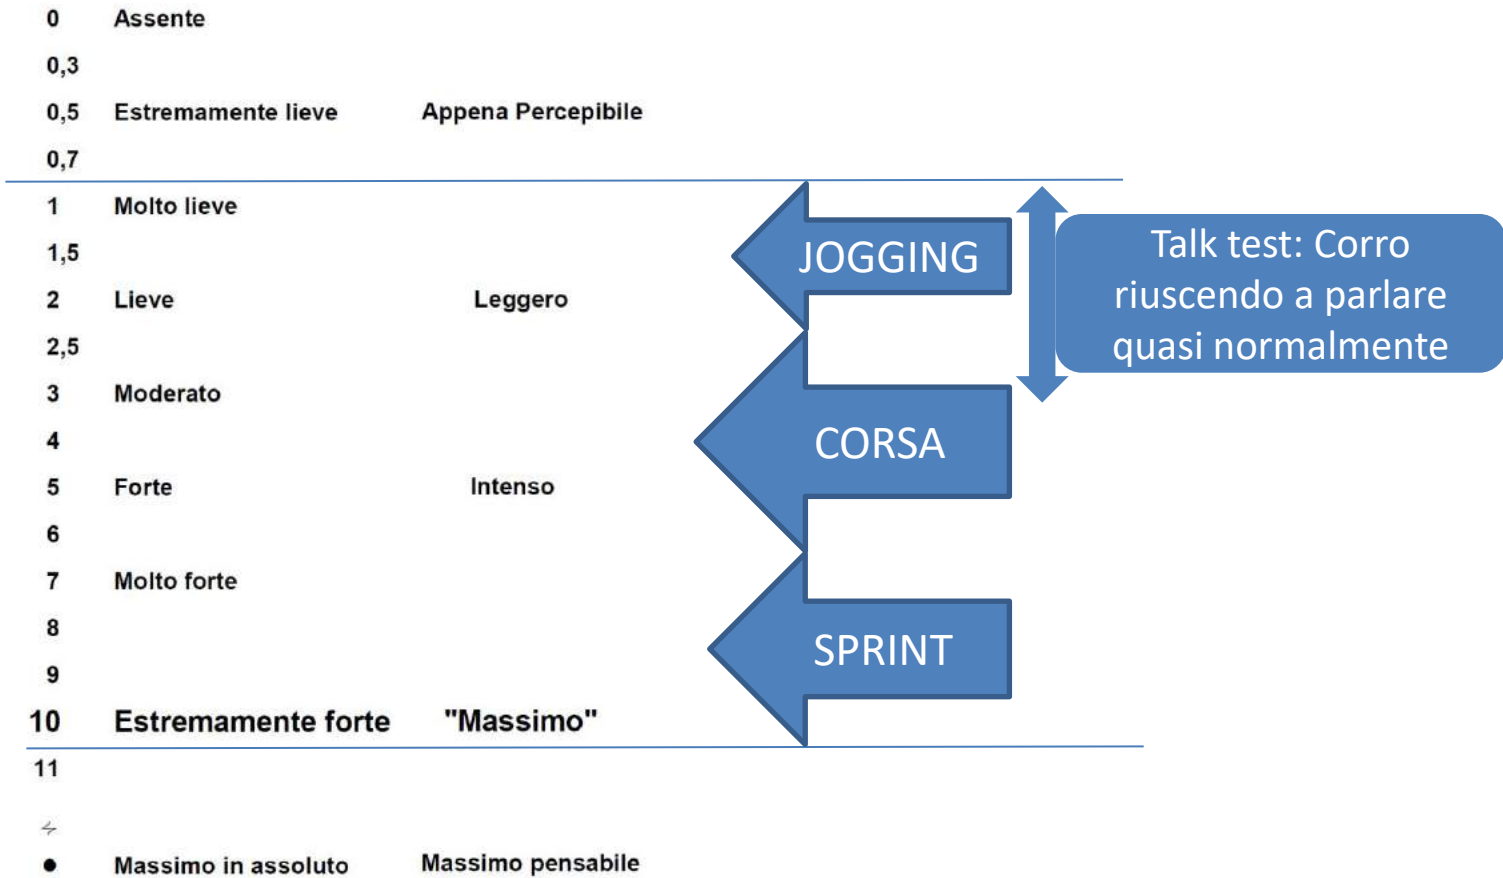 0 Assente
0,3
0,5 Estremamente lieve Appena Percepibile
0,7
1 Molto lieve
1,5
2 Lieve Leggero
2,5
3 Moderato
4
5 Forte Intenso
6
7 Molto forte
8
9
10 Estremamente forte "Massimo"
11
● Massimo in assoluto Massimo pensabile
JOGGING
CORSA
SPRINT
Talk test: Corro
riuscendo a parlare
quasi normalmente